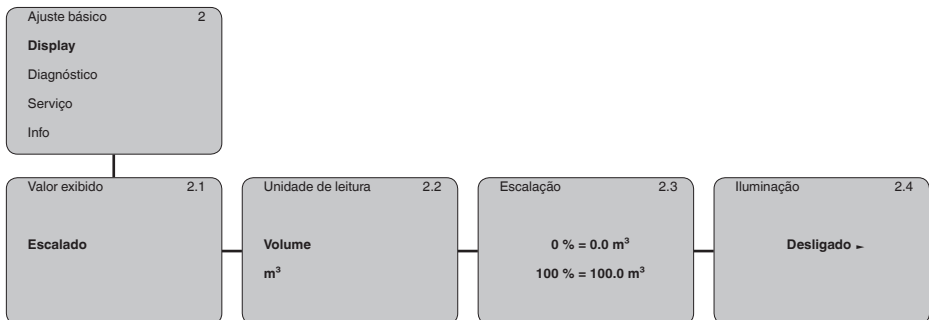 Ajuste básico 2
Display
Diagnóstico
Serviço
Info
Valor exibido 2.1
Escalado
Unidade de leitura 2.2
Volume
m³
Escalação 2.3
0 % = 0.0 m³
100 % = 100.0 m³
Iluminação 2.4
Desligado ►